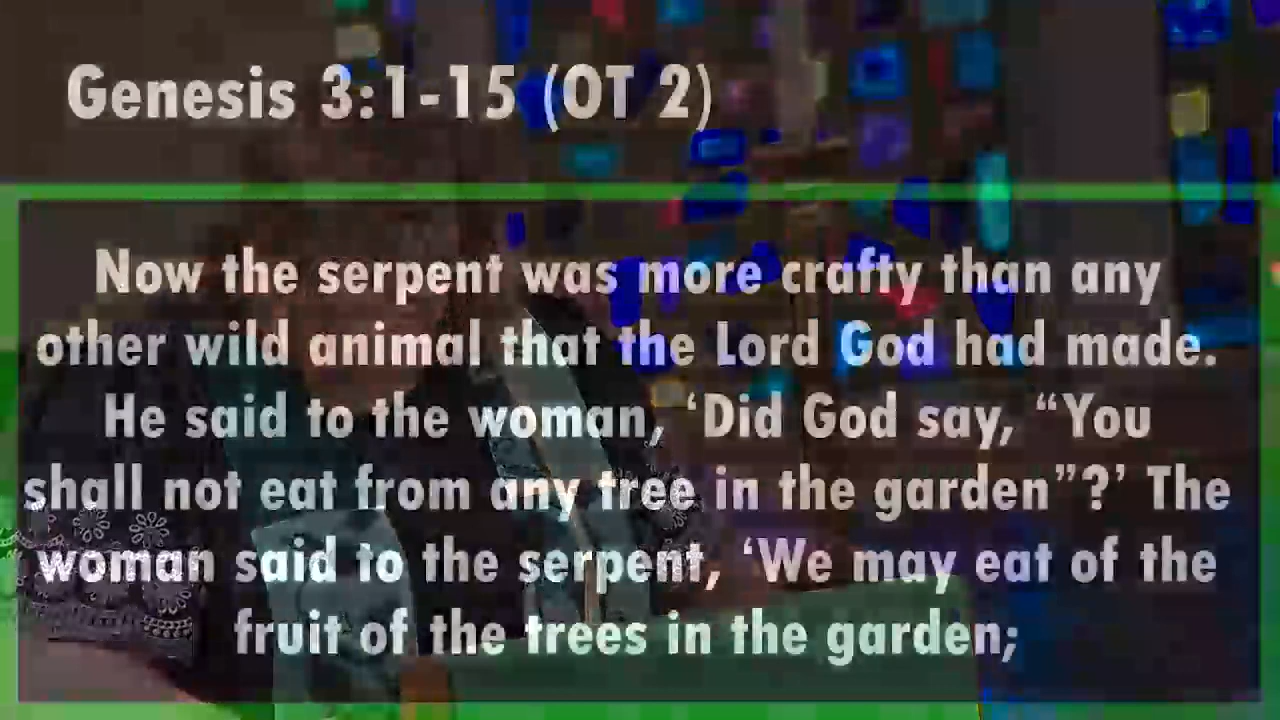 Genesis 3:1-15 (OT 2)
Now the serpent was more crafty than any
other wild animal that the Lord God had made.
He said to the woman, ‘Did God say, “You
shall not eat from any tree in the garden”?’ The
woman said to the serpent, ‘We may eat of the
fruit of the trees in the garden;